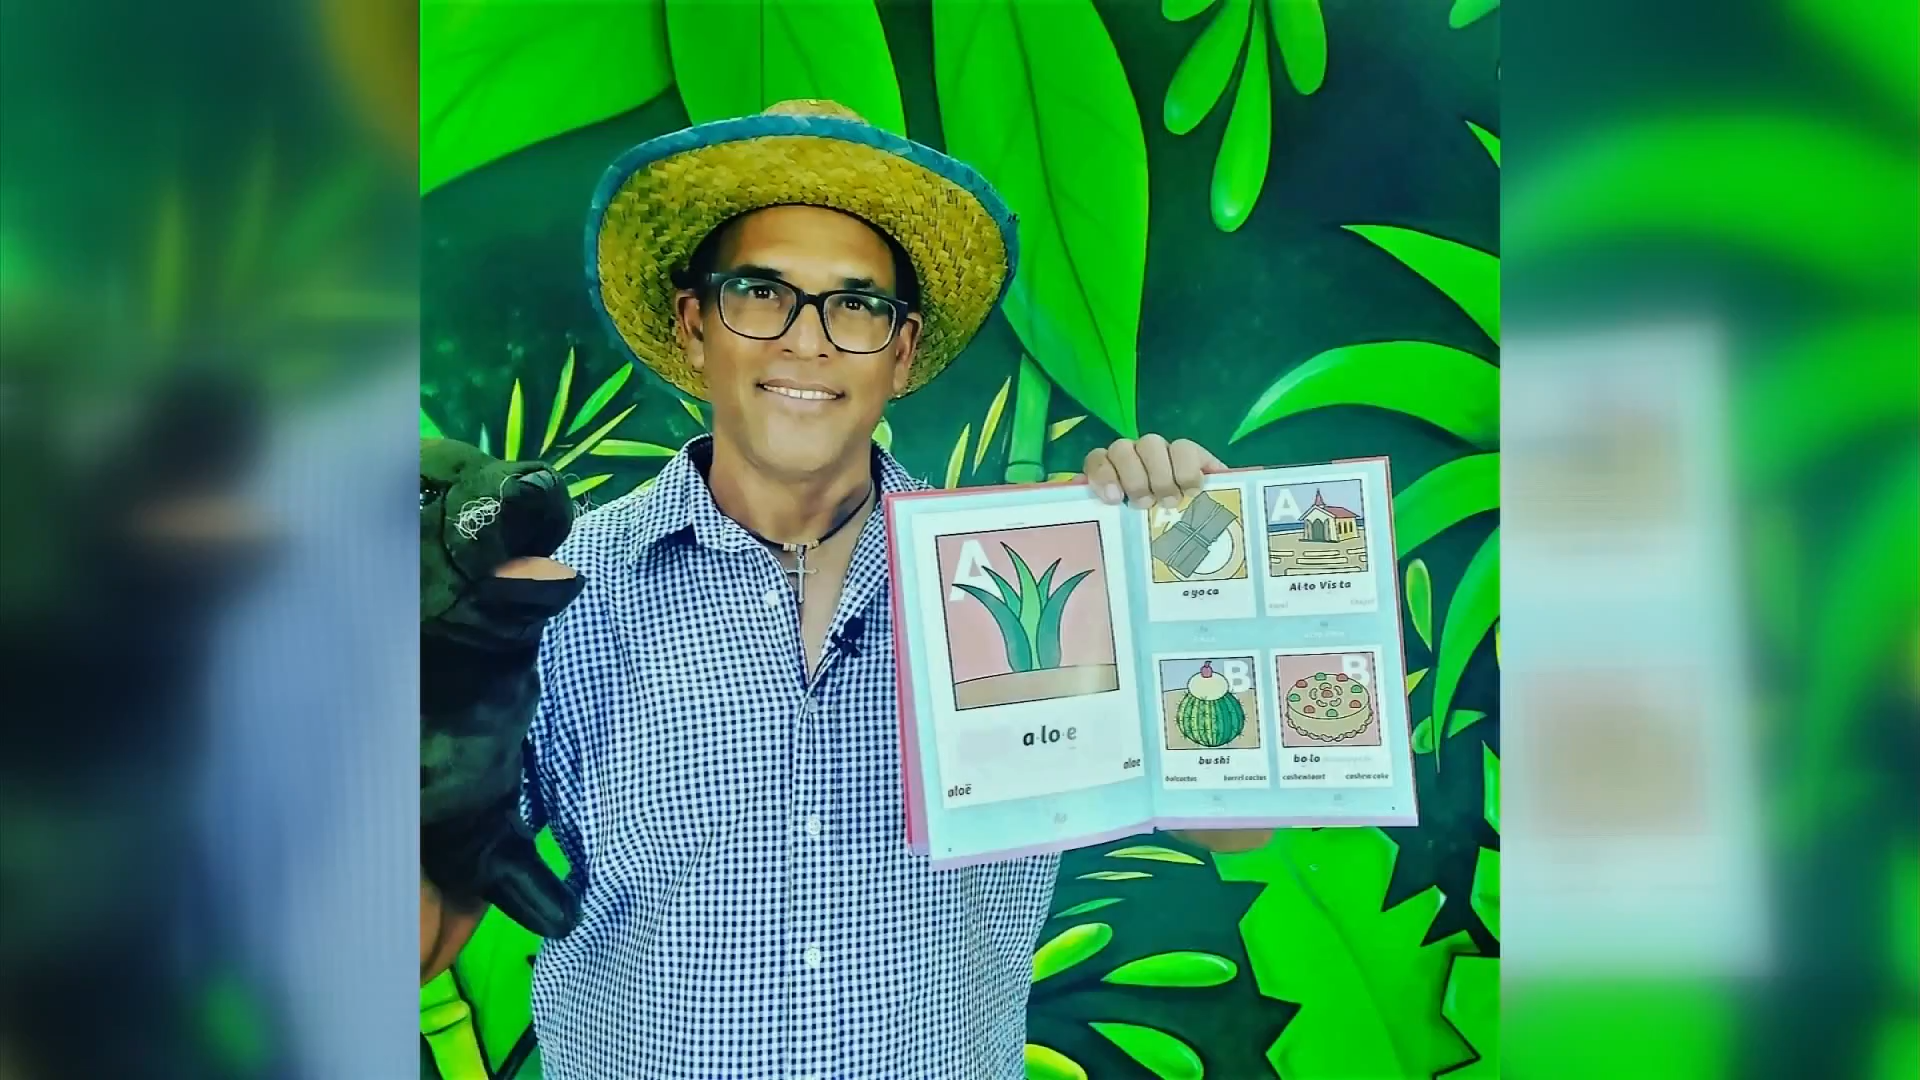 A
a·lo·e
aloë
aloe
A
a·yo·ca
A
Al·to Vis·ta
B
bu·shi
bolcactus
barrel cactus
B
bo·lo
cashewtaart
cashew cake